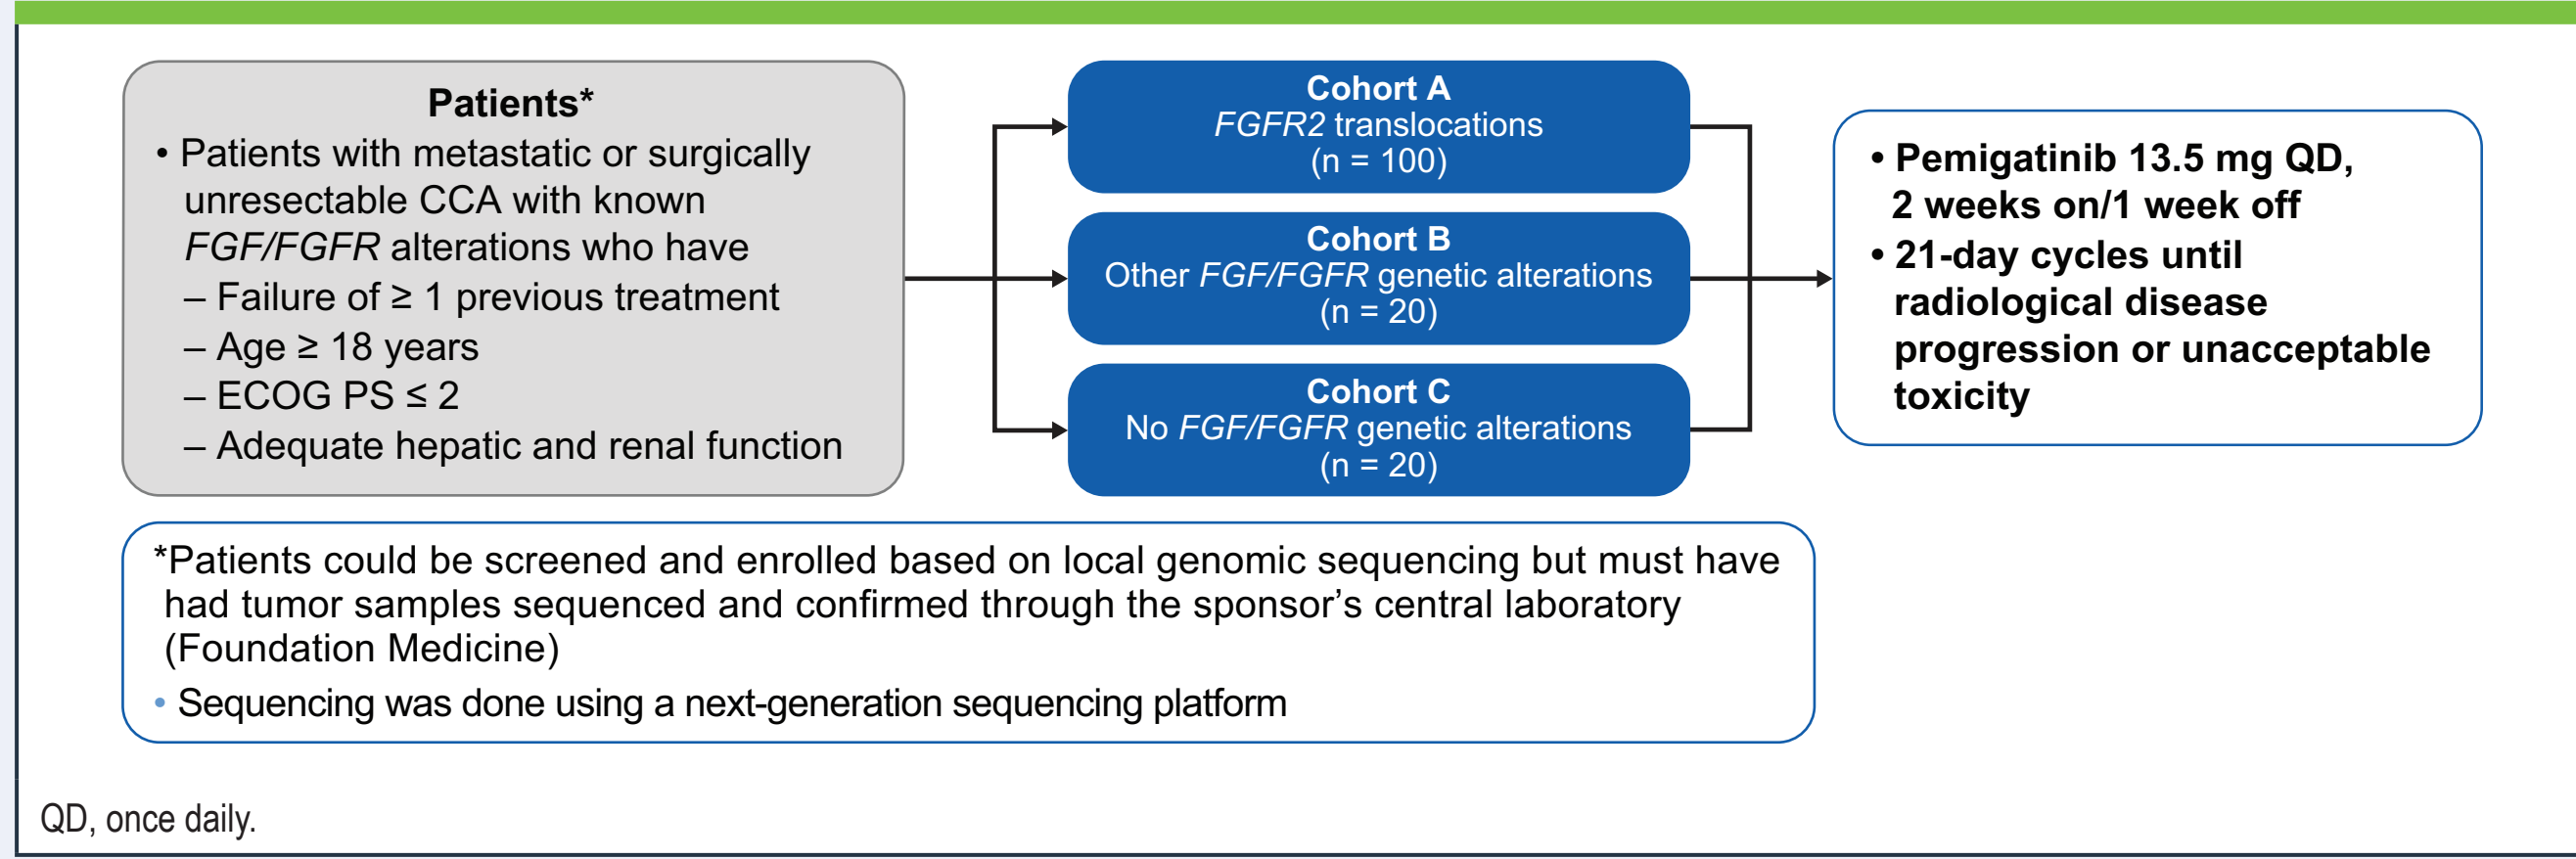 Patients*
• Patients with metastatic or surgically
unresectable CCA with known
FGF/FGFR alterations who have
– Failure of ≥ 1 previous treatment
– Age ≥ 18 years
– ECOG PS ≤ 2
– Adequate hepatic and renal function
Cohort A
FGFR2 translocations
(n = 100)
Cohort B
Other FGF/FGFR genetic alterations
(n = 20)
Cohort C
No FGF/FGFR genetic alterations
(n = 20)
• Pemigatinib 13.5 mg QD,
2 weeks on/1 week off
• 21-day cycles until
radiological disease
progression or unacceptable
toxicity
*Patients could be screened and enrolled based on local genomic sequencing but must have
had tumor samples sequenced and confirmed through the sponsor’s central laboratory
(Foundation Medicine)
• Sequencing was done using a next-generation sequencing platform
QD, once daily.